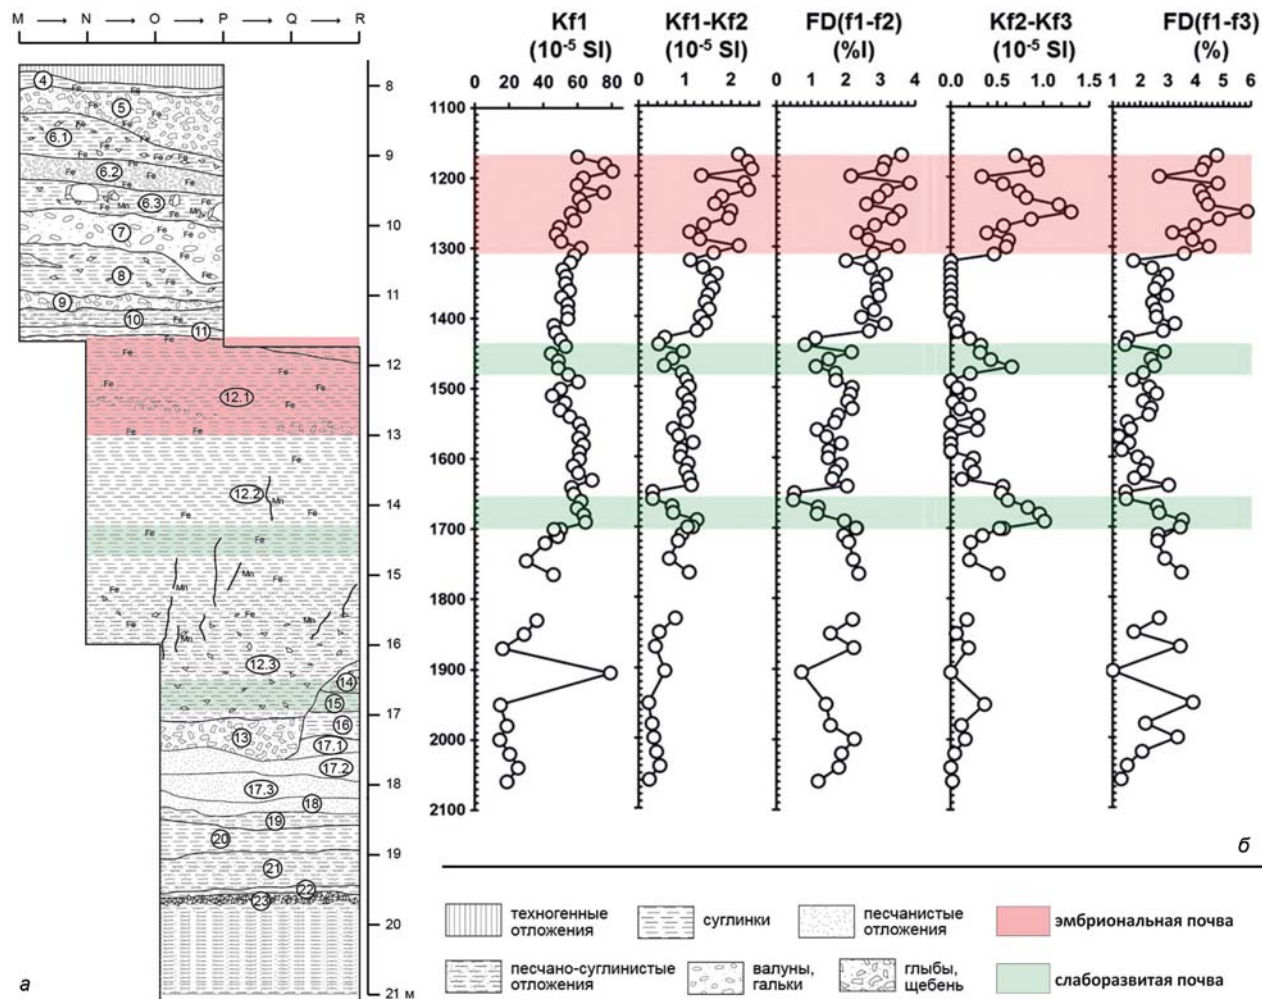 M → N → O → P → Q → R
4
5
6.1
6.2
6.3
7
8
9
10
11
12.1
12.2
12.3
13
14
15
16
17.1
17.2
17.3
18
19
20
21
22
23
Fe
Mn
8
9
10
11
12
13
14
15
16
17
18
19
20
21 м
а
Kf1 Kf1-Kf2 FD(f1-f2) Kf2-Kf3 FD(f1-f3)
(10⁻⁵ SI) (10⁻⁵ SI) (%I) (10⁻⁵ SI) (%)
0 20 40 60 80 0 1 2 0 1 2 3 4 0.0 0.5 1.0 1.5 1 2 3 4 5 6
1100
1200
1300
1400
1500
1600
1700
1800
1900
2000
2100
б
техногенные
отложения
суглинки
песчанистые
отложения
эмбриональная почва
песчано-суглинистые
отложения
валуны,
гальки
глыбы,
щебень
слаборазвитая почва